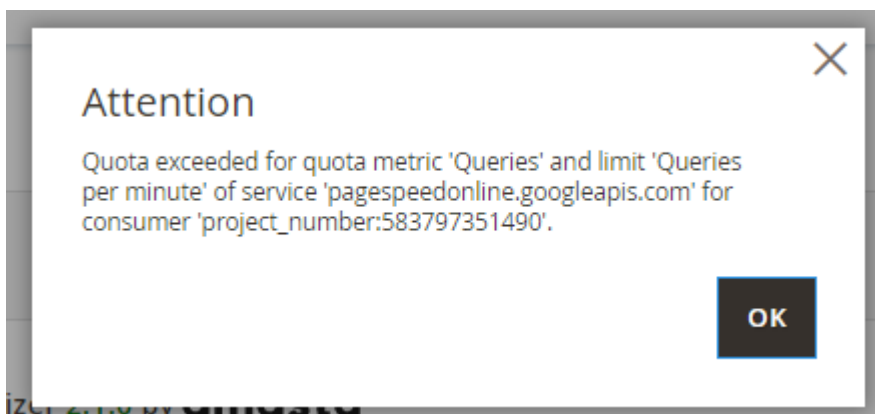 Attention
Quota exceeded for quota metric 'Queries' and limit 'Queries
per minute' of service 'pagespeedonline.googleapis.com' for
consumer 'project_number:583797351490'.
OK